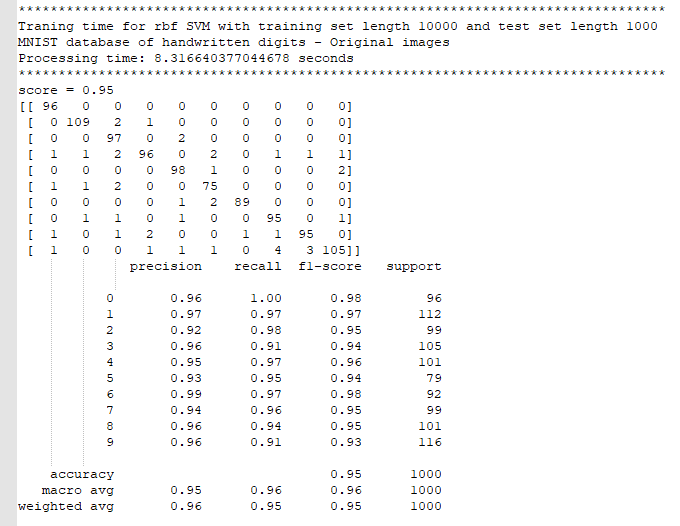 *********************************************************************************
Traning time for rbf SVM with training set length 10000 and test set length 1000
MNIST database of handwritten digits - Original images
Processing time: 8.316640377044678 seconds
*********************************************************************************
score = 0.95
[[ 96   0   0   0   0   0   0   0   0   0]
 [  0 109   2   1   0   0   0   0   0   0]
 [  0   0  97   0   2   0   0   0   0   0]
 [  1   1   2  96   0   2   0   1   1   1]
 [  0   0   0   0  98   1   0   0   0   2]
 [  1   1   2   0   0  75   0   0   0   0]
 [  0   0   0   0   1   2  89   0   0   0]
 [  0   1   1   0   1   0   0  95   0   1]
 [  1   0   1   2   0   0   1   1  95   0]
 [  1   0   0   1   1   1   0   4   3 105]]
              precision    recall  f1-score   support
           0       0.96      1.00      0.98        96
           1       0.97      0.97      0.97       112
           2       0.92      0.98      0.95        99
           3       0.96      0.91      0.94       105
           4       0.95      0.97      0.96       101
           5       0.93      0.95      0.94        79
           6       0.99      0.97      0.98        92
           7       0.94      0.96      0.95        99
           8       0.96      0.94      0.95       101
           9       0.96      0.91      0.93       116
    accuracy                           0.95      1000
   macro avg       0.95      0.96      0.96      1000
weighted avg       0.96      0.95      0.95      1000